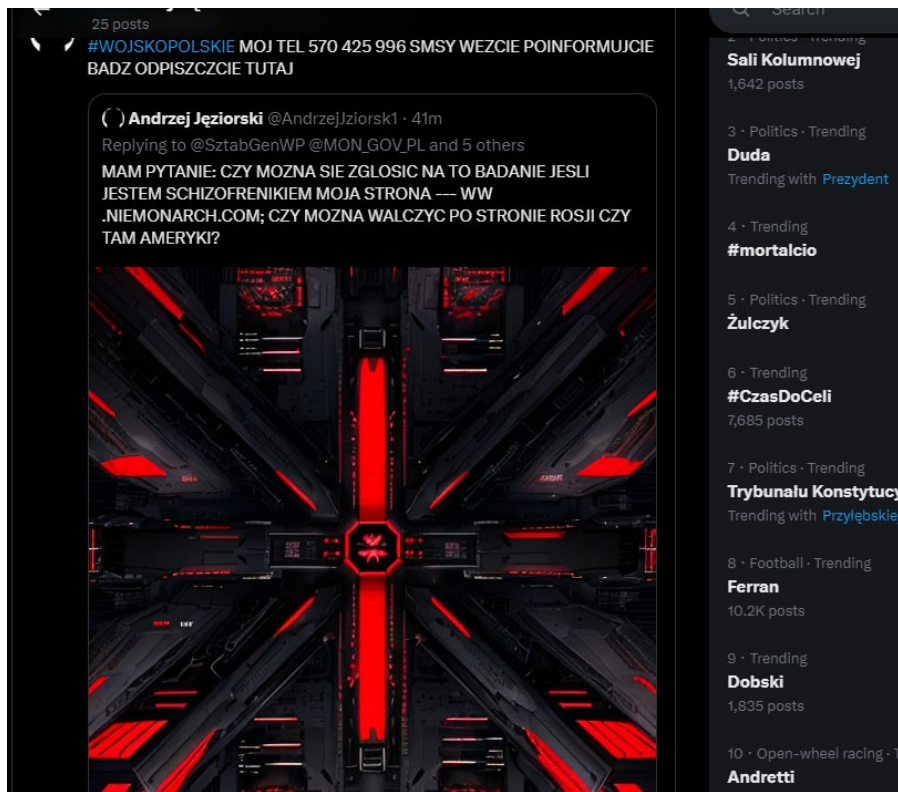 25 posts
#WOJSKOPOLSKIE MOJ TEL 570 425 996 SMSY WEZCIE POINFORMUJCIE
BADZ ODPISZCZCIE TUTAJ
Andrzej Jęziorski @AndrzejJziorsk1 · 41m
Replying to @SztabGenWP @MON_GOV_PL and 5 others
MAM PYTANIE: CZY MOZNA SIE ZGLOSIC NA TO BADANIE JESLI
JESTEM SCHIZOFRENIKIEM MOJA STRONA --- WW
.NIEMONARCH.COM; CZY MOZNA WALCZYC PO STRONIE ROSJI CZY
TAM AMERYKI?
Search
2 · Politics · Trending
Sali Kolumnowej
1,642 posts
3 · Politics · Trending
Duda
Trending with Prezydent
4 · Trending
#mortalcio
5 · Politics · Trending
Żulczyk
6 · Trending
#CzasDoCeli
7,685 posts
7 · Politics · Trending
Trybunału Konstytucy
Trending with Przyłębskie
8 · Football · Trending
Ferran
10.2K posts
9 · Trending
Dobski
1,835 posts
10 · Open-wheel racing ·
Andretti